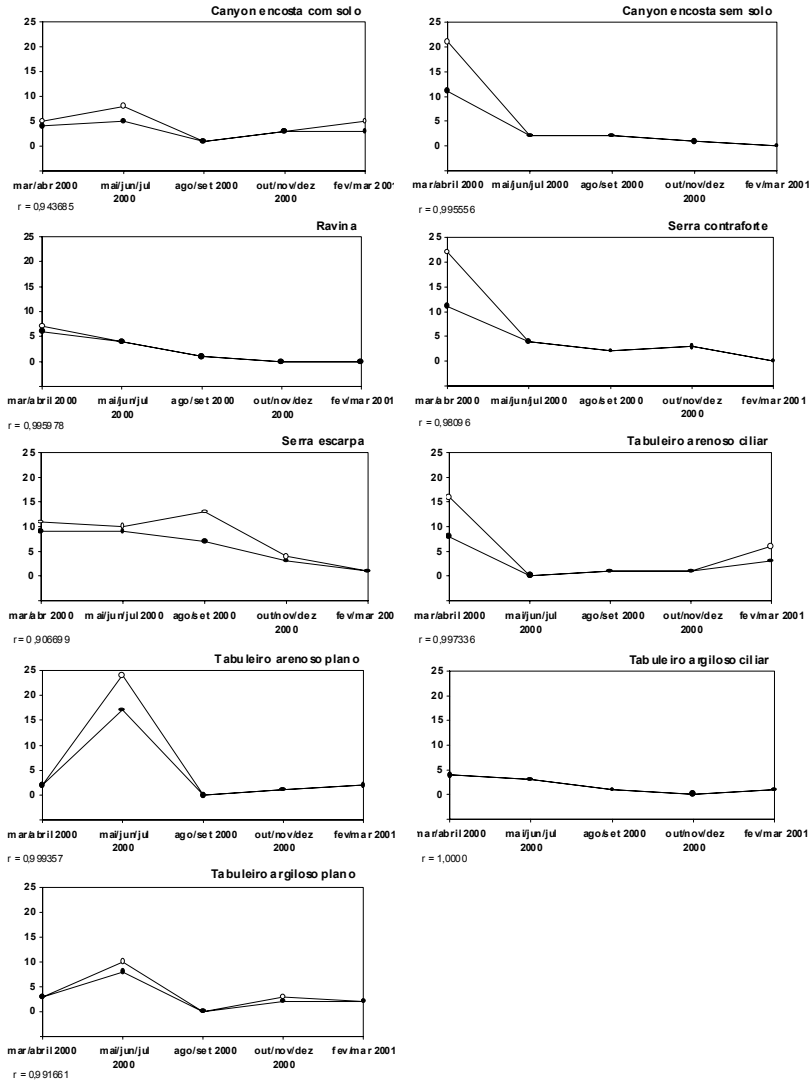 Canyon encosta com solo
25
20
15
10
5
0
mar/abr 2000 mai/jun/jul ago/set 2000 out/nov/dez fev/mar 2001
2000 2000
r = 0,943685
Canyon encosta sem solo
25
20
15
10
5
0
mar/abril 2000 mai/jun/jul 2000 ago/set 2000 out/nov/dez fev/mar 2001
2000
r = 0,995556
Ravina
25
20
15
10
5
0
mar/abril 2000 mai/jun/jul ago/set 2000 out/nov/dez fev/mar 2001
2000 2000
r = 0,995978
Serra contraforte
25
20
15
10
5
0
mar/abril 2000 mai/jun/jul 2000 ago/set 2000 out/nov/dez fev/mar 2001
2000
r = 0,98096
Serra escarpa
25
20
15
10
5
0
mar/abr 2000 mai/jun/jul 2000 ago/set 2000 out/nov/dez fev/mar 200
2000
r = 0,906699
Tabuleiro arenoso ciliar
25
20
15
10
5
0
mar/abril 2000 mai/jun/jul ago/set 2000 out/nov/dez fev/mar 2001
2000 2000
r = 0,997336
Tabuleiro arenoso plano
25
20
15
10
5
0
mar/abril 2000 mai/jun/jul ago/set 2000 out/nov/dez fev/mar 2001
2000 2000
r = 0,999357
Tabuleiro argiloso ciliar
25
20
15
10
5
0
mar/abril 2000 mai/jun/jul ago/set 2000 out/nov/dez fev/mar 2001
2000 2000
r = 1,0000
Tabuleiro argiloso plano
25
20
15
10
5
0
mar/abril 2000 mai/jun/jul ago/set 2000 out/nov/dez fev/mar 2001
2000 2000
r = 0,991661